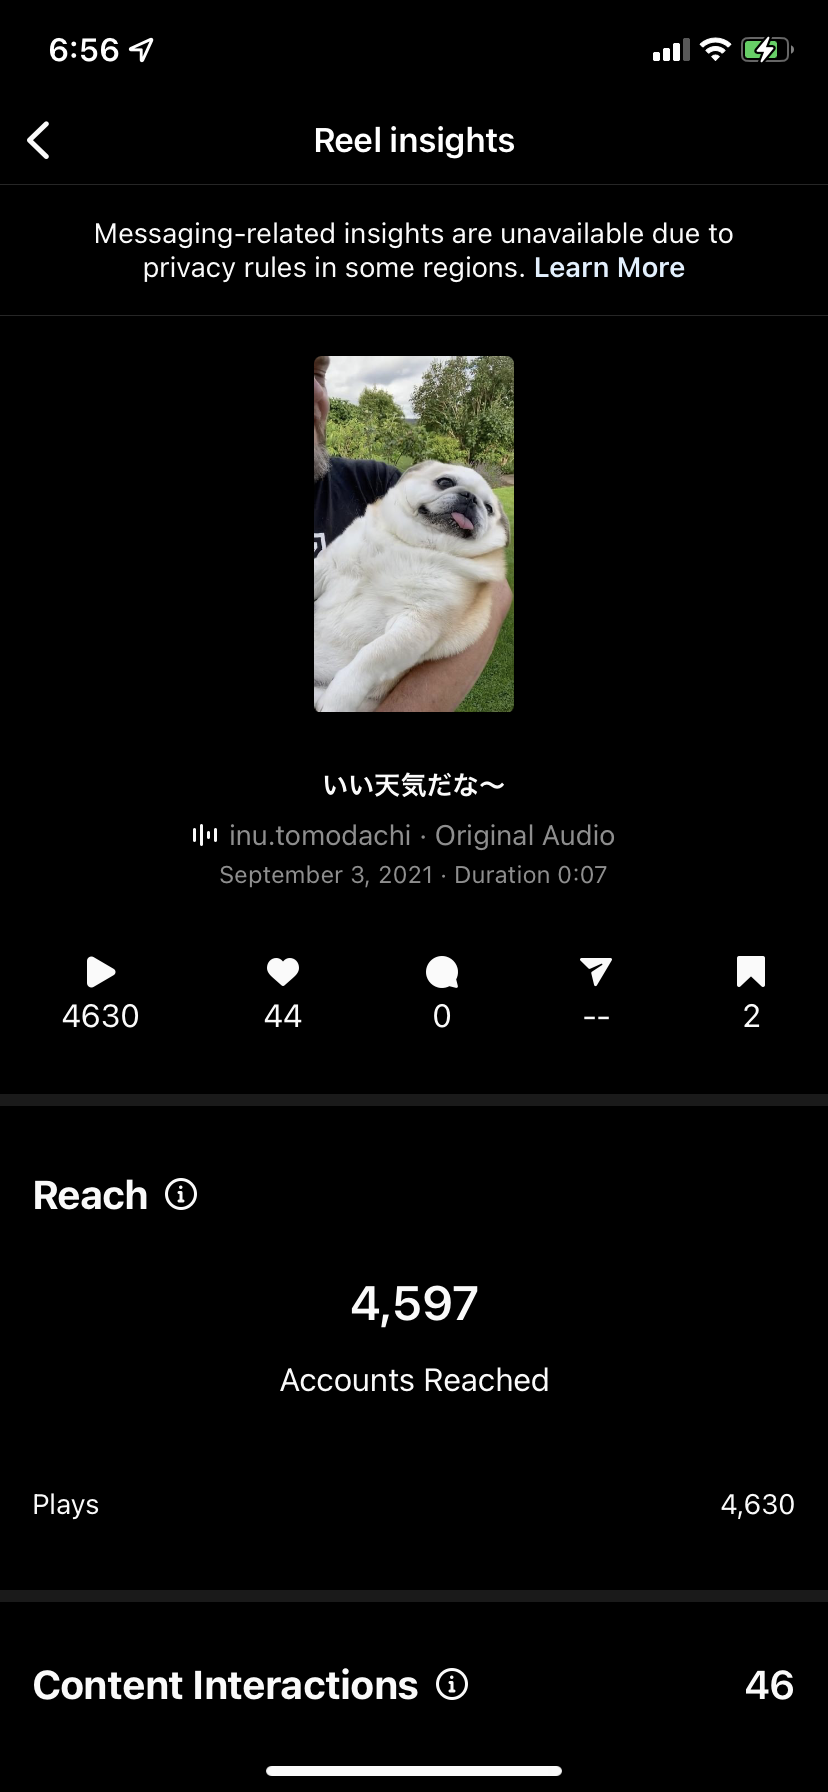 6:56
Reel insights
Messaging-related insights are unavailable due to
privacy rules in some regions. Learn More
いい天気だな〜
inu.tomodachi · Original Audio
September 3, 2021 · Duration 0:07
4630 44 0 -- 2
Reach
4,597
Accounts Reached
Plays 4,630
Content Interactions 46